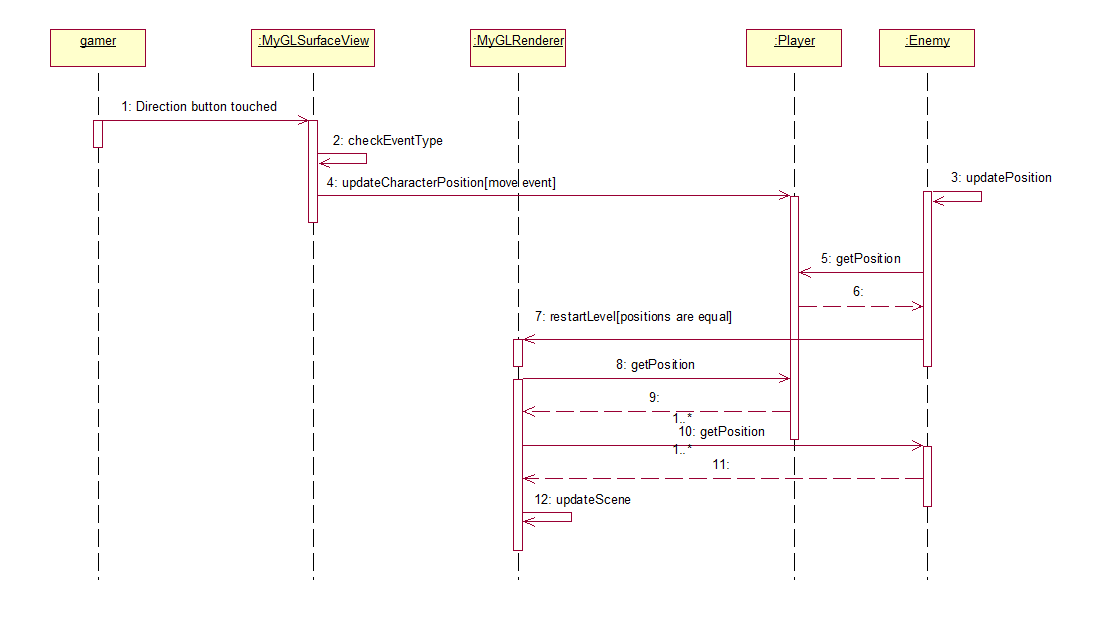 gamer
:MyGLSurfaceView
:MyGLRenderer
:Player
:Enemy
1: Direction button touched
2: checkEventType
3: updatePosition
4: updateCharacterPosition[move event]
5: getPosition
6:
7: restartLevel[positions are equal]
8: getPosition
9:
1..*
10: getPosition
1..*
11:
12: updateScene